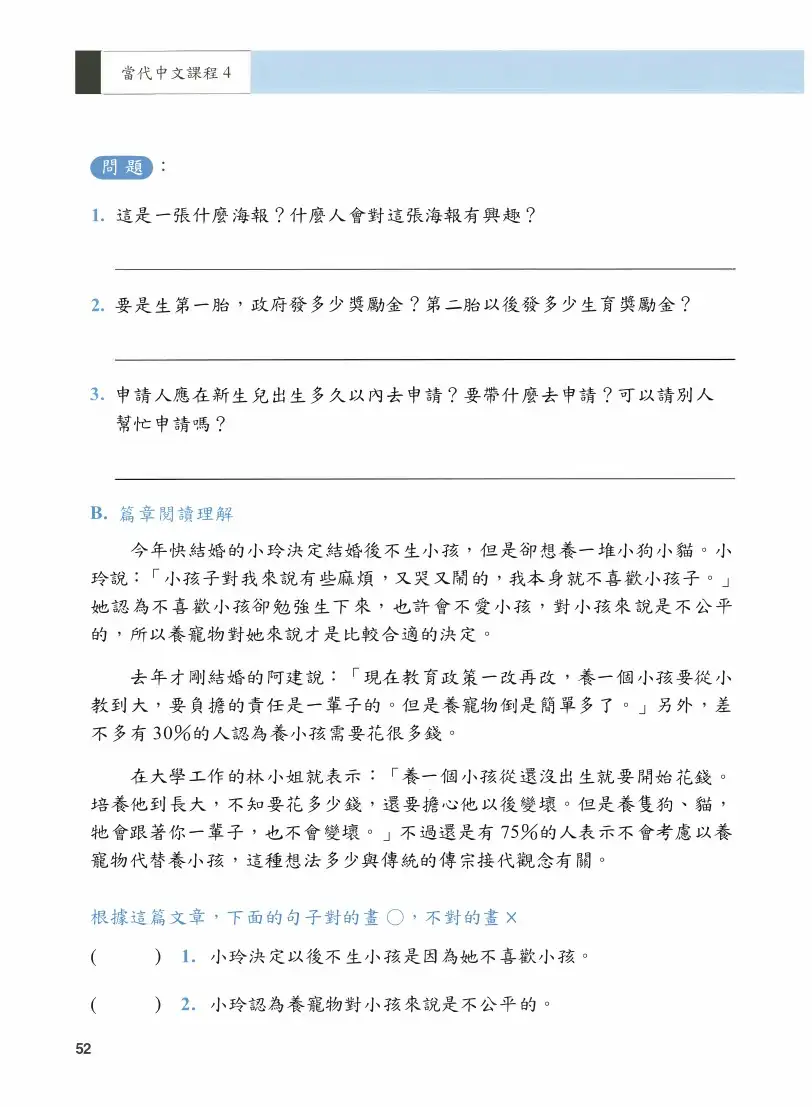 當代中文課程 4
問題：
1. 這是一張什麼海報？什麼人會對這張海報有興趣？
2. 要是生第一胎，政府發多少獎勵金？第二胎以後發多少生育獎勵金？
3. 申請人應在新生兒出生多久以內去申請？要帶什麼去申請？可以請別人
幫忙申請嗎？
B. 篇章閱讀理解
今年快結婚的小玲決定結婚後不生小孩，但是卻想養一堆小狗小貓。小
玲說：「小孩子對我來說有些麻煩，又哭又鬧的，我本身就不喜歡小孩子。」
她認為不喜歡小孩卻勉強生下來，也許會不愛小孩，對小孩來說是不公平
的，所以養寵物對她來說才是比較合適的決定。
去年才剛結婚的阿建說：「現在教育政策一改再改，養一個小孩要從小
教到大，要負擔的責任是一輩子的。但是養寵物倒是簡單多了。」另外，差
不多有 30%的人認為養小孩需要花很多錢。
在大學工作的林小姐就表示：「養一個小孩從還沒出生就要開始花錢。
培養他到長大，不知要花多少錢，還要擔心他以後變壞。但是養隻狗、貓，
牠會跟著你一輩子，也不會變壞。」不過還是有 75%的人表示不會考慮以養
寵物代替養小孩，這種想法多少與傳統的傳宗接代觀念有關。
根據這篇文章，下面的句子對的畫 ○，不對的畫 ×
(　　) 1. 小玲決定以後不生小孩是因為她不喜歡小孩。
(　　) 2. 小玲認為養寵物對小孩來說是不公平的。
52